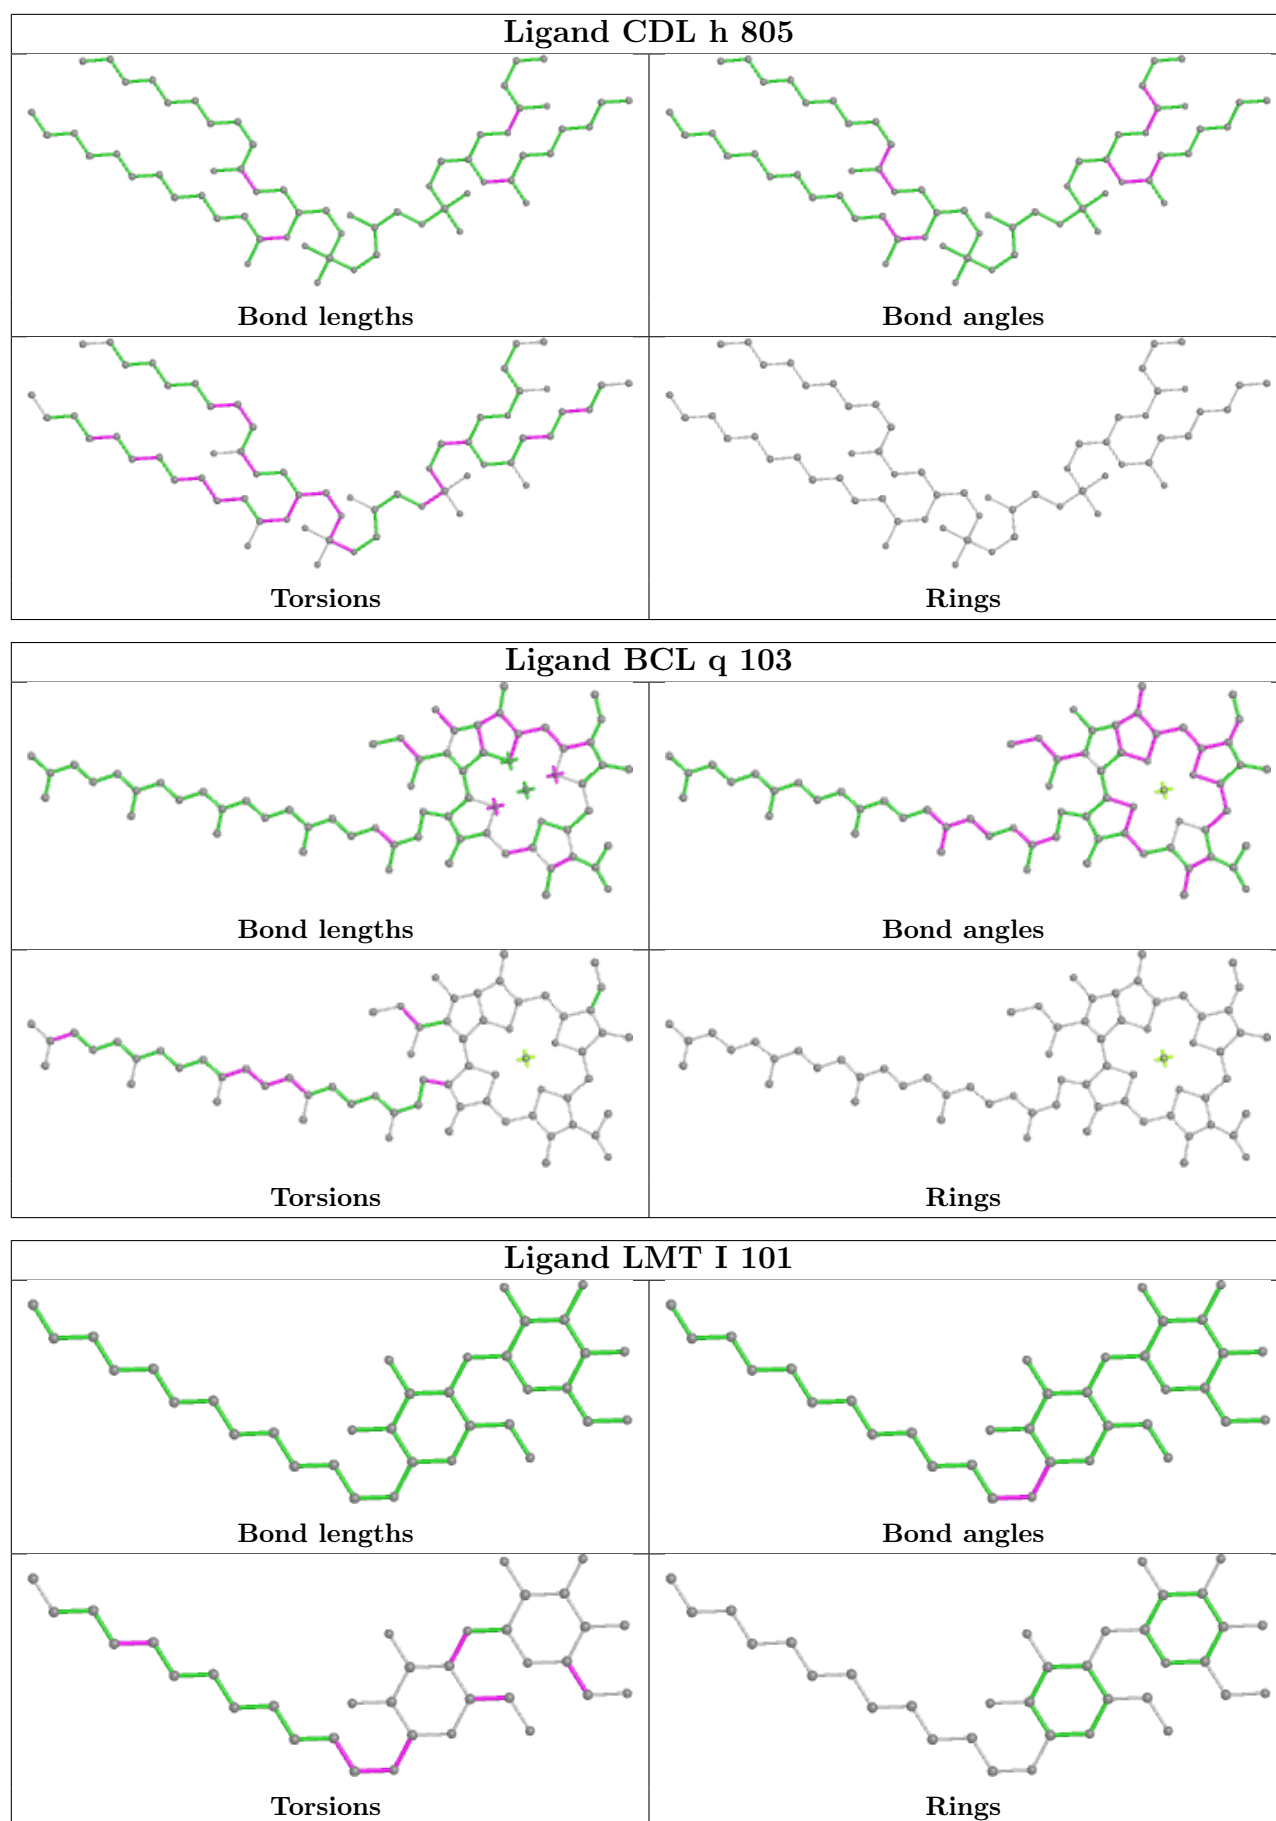 Ligand CDL h 805
Bond lengths
Bond angles
Torsions
Rings
Ligand BCL q 103
Bond lengths
Bond angles
Torsions
Rings
Ligand LMT I 101
Bond lengths
Bond angles
Torsions
Rings